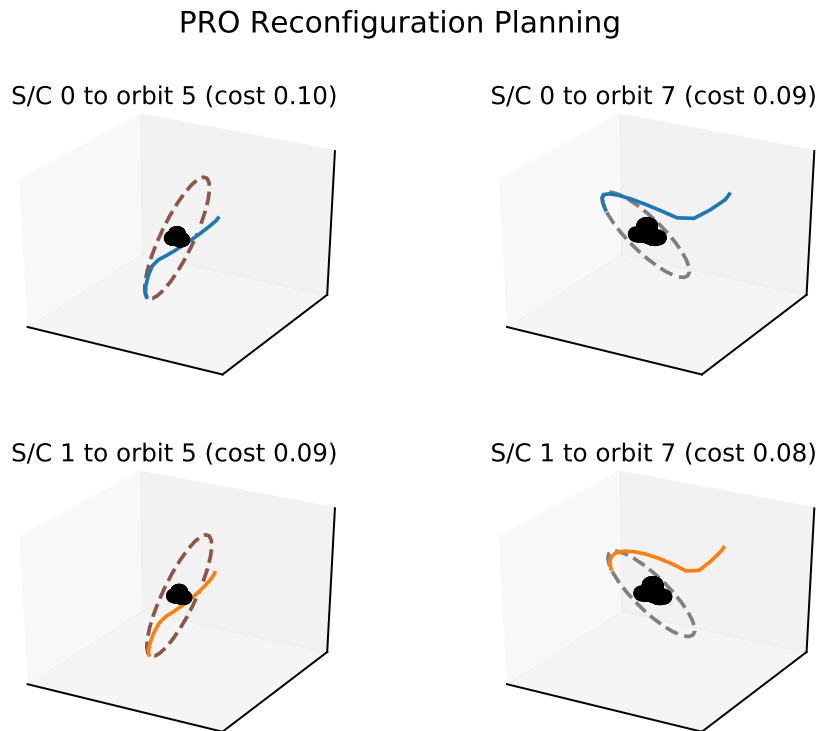 PRO Reconfiguration Planning
S/C 0 to orbit 5 (cost 0.10)
S/C 0 to orbit 7 (cost 0.09)
S/C 1 to orbit 5 (cost 0.09)
S/C 1 to orbit 7 (cost 0.08)